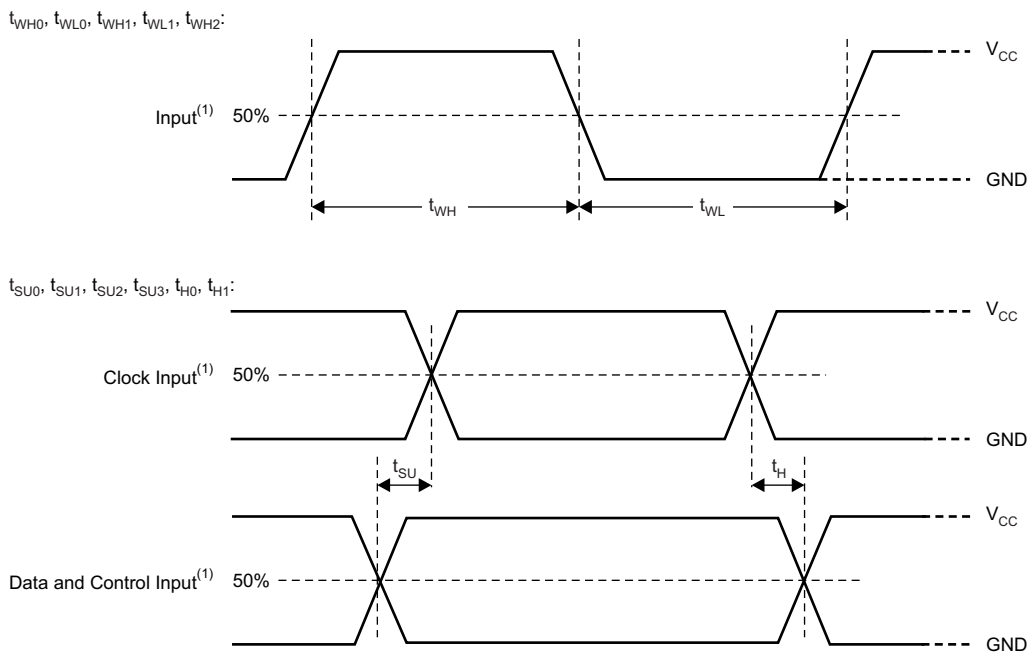 tWH0, tWL0, tWH1, tWL1, tWH2:
VCC
Input(1) 50%
GND
tWH
tWL
tSU0, tSU1, tSU2, tSU3, tH0, tH1:
VCC
Clock Input(1) 50%
GND
tSU
tH
VCC
Data and Control Input(1) 50%
GND